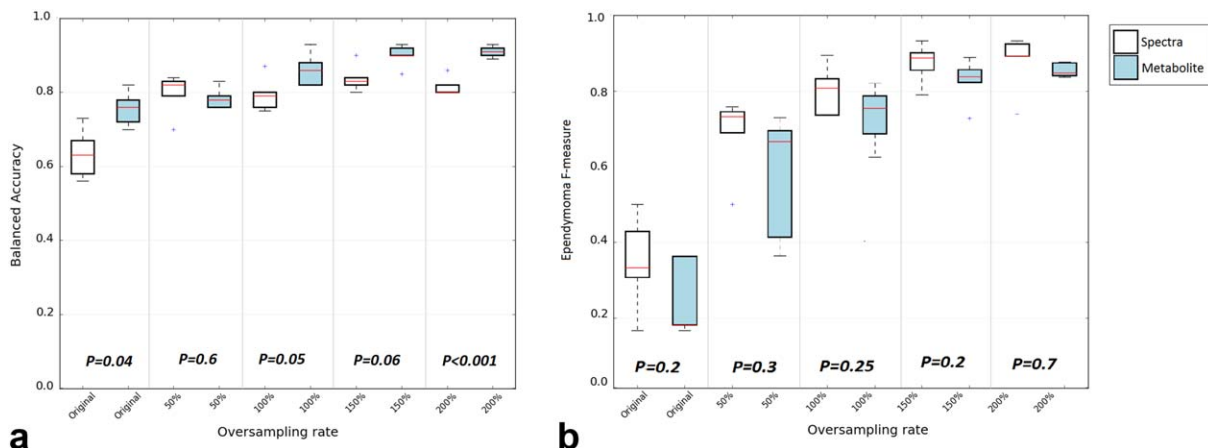 1.0
0.8
0.6
0.4
0.2
0.0
Balanced Accuracy
P=0.04
P=0.6
P=0.05
P=0.06
P<0.001
Original
Original
50%
50%
100%
100%
150%
150%
200%
200%
Oversampling rate
a
1.0
0.8
0.6
0.4
0.2
0.0
Ependymoma F-measure
P=0.2
P=0.3
P=0.25
P=0.2
P=0.7
Original
Original
50%
50%
100%
100%
150%
150%
200%
200%
Oversampling rate
b
Spectra
Metabolite